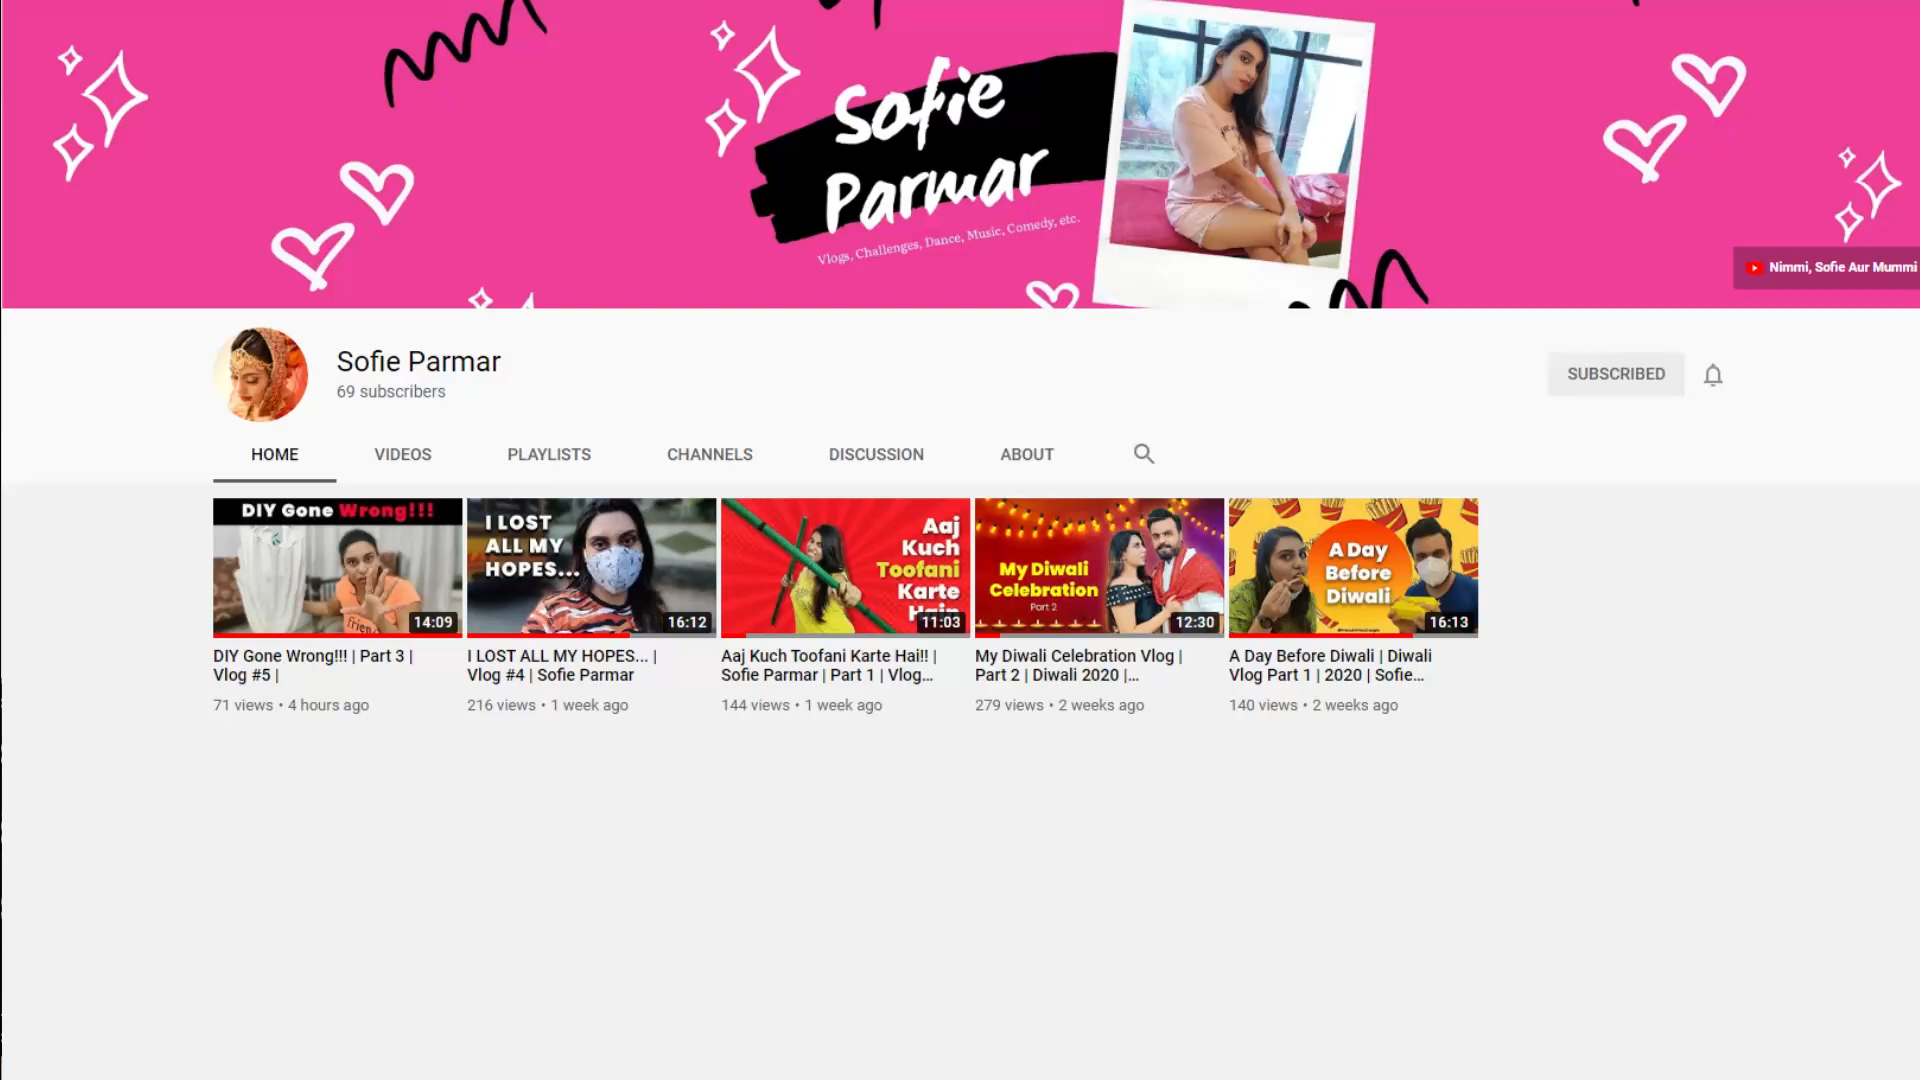 Sofie
Parmar
Vlogs, Challenges, Dance, Music, Comedy, etc.
Nimmi, Sofie Aur Mummi
Sofie Parmar
69 subscribers
SUBSCRIBED
HOME VIDEOS PLAYLISTS CHANNELS DISCUSSION ABOUT
DIY Gone Wrong!!!
friend
14:09
I LOST
ALL MY
HOPES...
16:12
Aaj
Kuch
Toofani
Karte
Hain
11:03
My Diwali
Celebration
Part 2
12:30
A Day
Before
Diwali
16:13
DIY Gone Wrong!!! | Part 3 |
Vlog #5 |
71 views • 4 hours ago
I LOST ALL MY HOPES... |
Vlog #4 | Sofie Parmar
216 views • 1 week ago
Aaj Kuch Toofani Karte Hai!! |
Sofie Parmar | Part 1 | Vlog...
144 views • 1 week ago
My Diwali Celebration Vlog |
Part 2 | Diwali 2020 |...
279 views • 2 weeks ago
A Day Before Diwali | Diwali
Vlog Part 1 | 2020 | Sofie...
140 views • 2 weeks ago